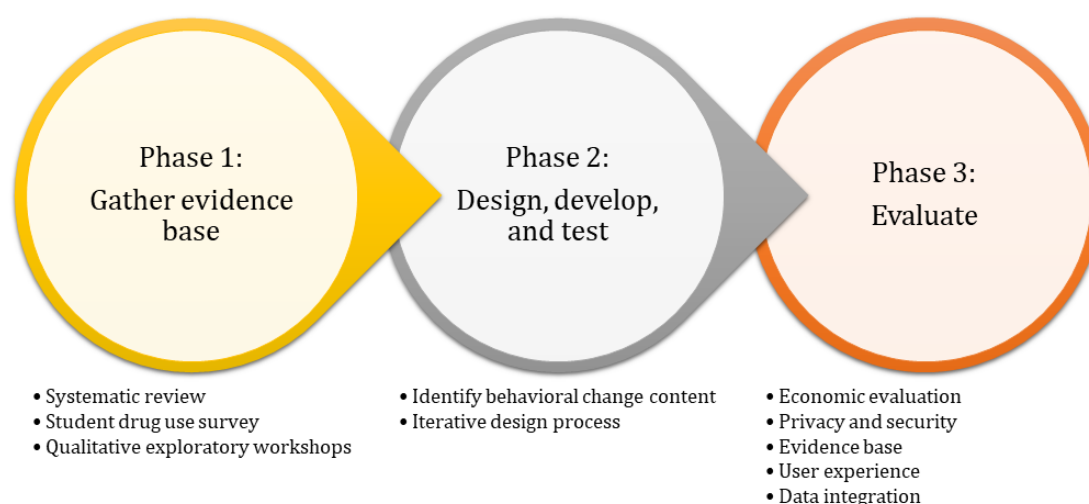 Phase 1:
Gather evidence
base
• Systematic review
• Student drug use survey
• Qualitative exploratory workshops
Phase 2:
Design, develop,
and test
• Identify behavioral change content
• Iterative design process
Phase 3:
Evaluate
• Economic evaluation
• Privacy and security
• Evidence base
• User experience
• Data integration